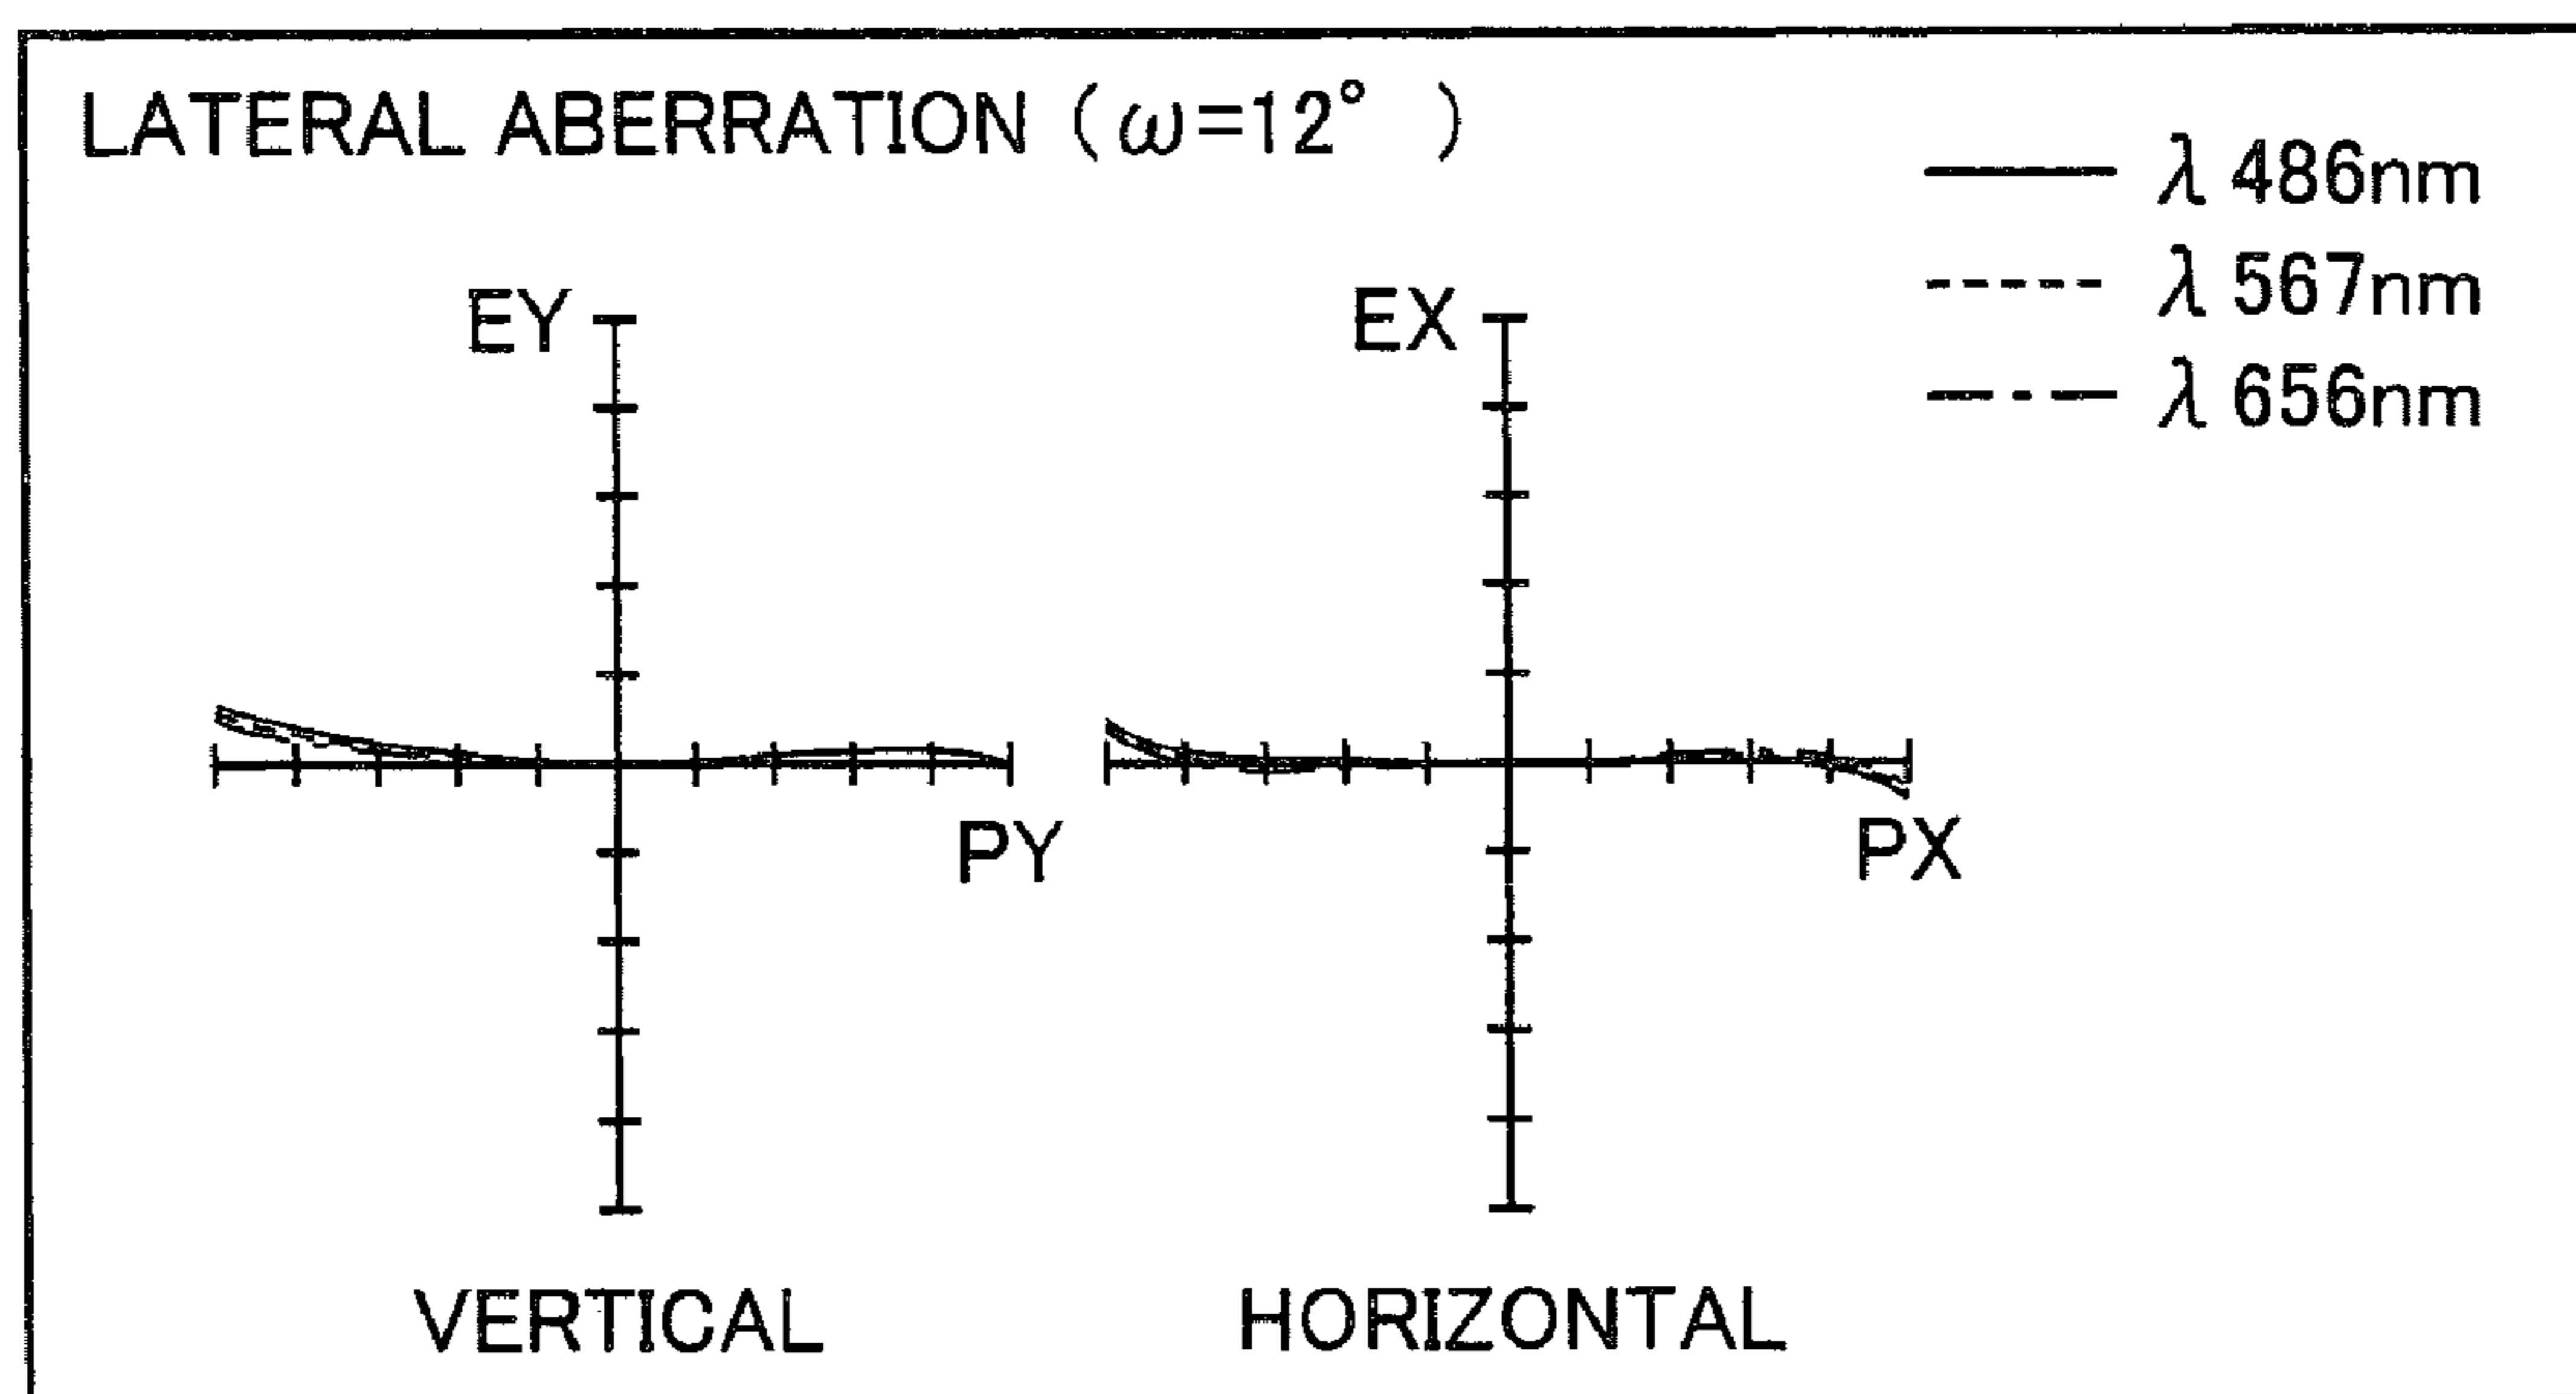 LATERAL ABERRATION (ω=12° )
λ 486nm
λ 567nm
λ 656nm
EY
PY
VERTICAL
EX
PX
HORIZONTAL